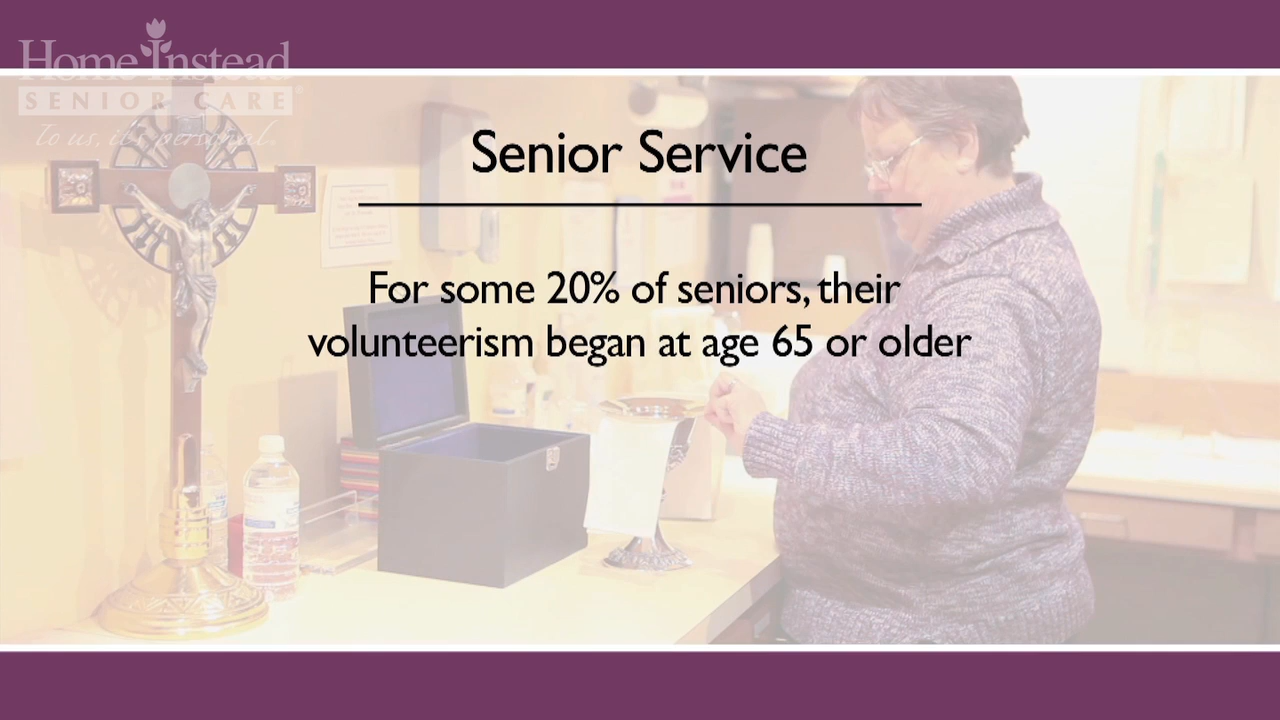 Home Instead
SENIOR CARE
To us, it's personal.
Senior Service
For some 20% of seniors, their
volunteerism began at age 65 or older